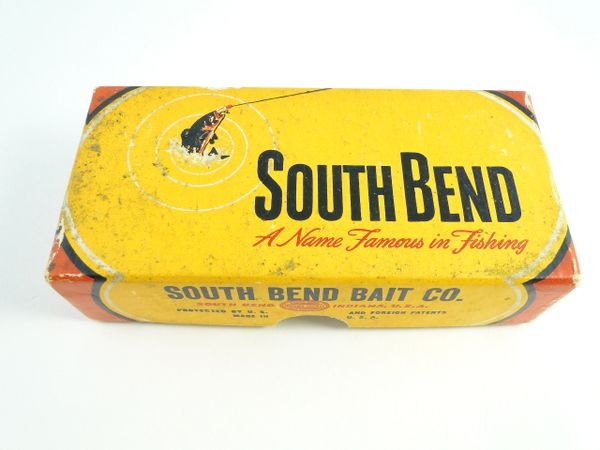 SOUTH BEND
A Name Famous in Fishing
SOUTH BEND BAIT CO.
SOUTH BEND INDIANA, U.S.A.
PROTECTED BY U.S. AND FOREIGN PATENTS
MADE IN U.S.A.